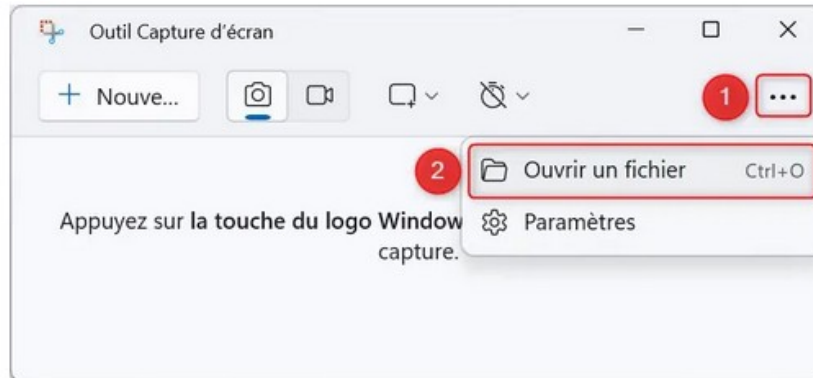 Outil Capture d'écran
Nouve...
1
2
Ouvrir un fichier Ctrl+O
Appuyez sur la touche du logo Window
Paramètres
capture.